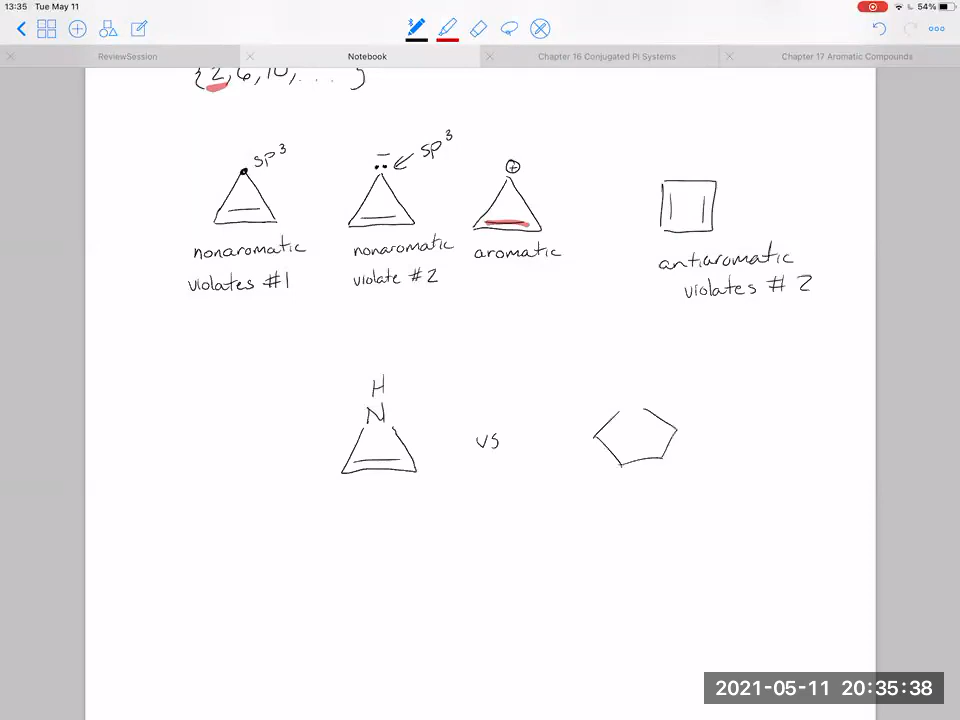 13:35 Tue May 11
54%
ReviewSession
Notebook
Chapter 16 Conjugated Pi Systems
Chapter 17 Aromatic Compounds
{2, 6, 10, . . . }
sp³
sp³
nonaromatic
violates #1
nonaromatic
violate #2
aromatic
antiaromatic
violates # 2
H
N
vs
2021-05-11 20:35:38